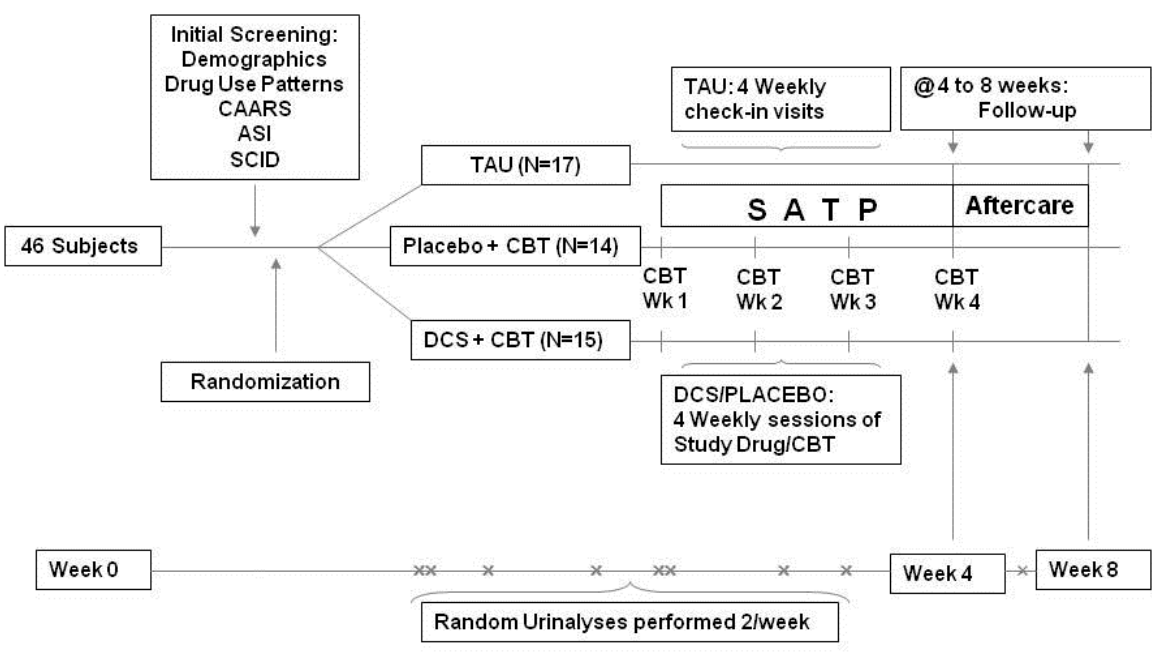 Initial Screening:
Demographics
Drug Use Patterns
CAARS
ASI
SCID
TAU: 4 Weekly
check-in visits
@ 4 to 8 weeks:
Follow-up
TAU (N=17)
S A T P
Aftercare
46 Subjects
Placebo + CBT (N=14)
CBT
Wk 1
CBT
Wk 2
CBT
Wk 3
CBT
Wk 4
DCS + CBT (N=15)
Randomization
DCS/PLACEBO:
4 Weekly sessions of
Study Drug/CBT
Week 0
Week 4
Week 8
Random Urinalyses performed 2/week